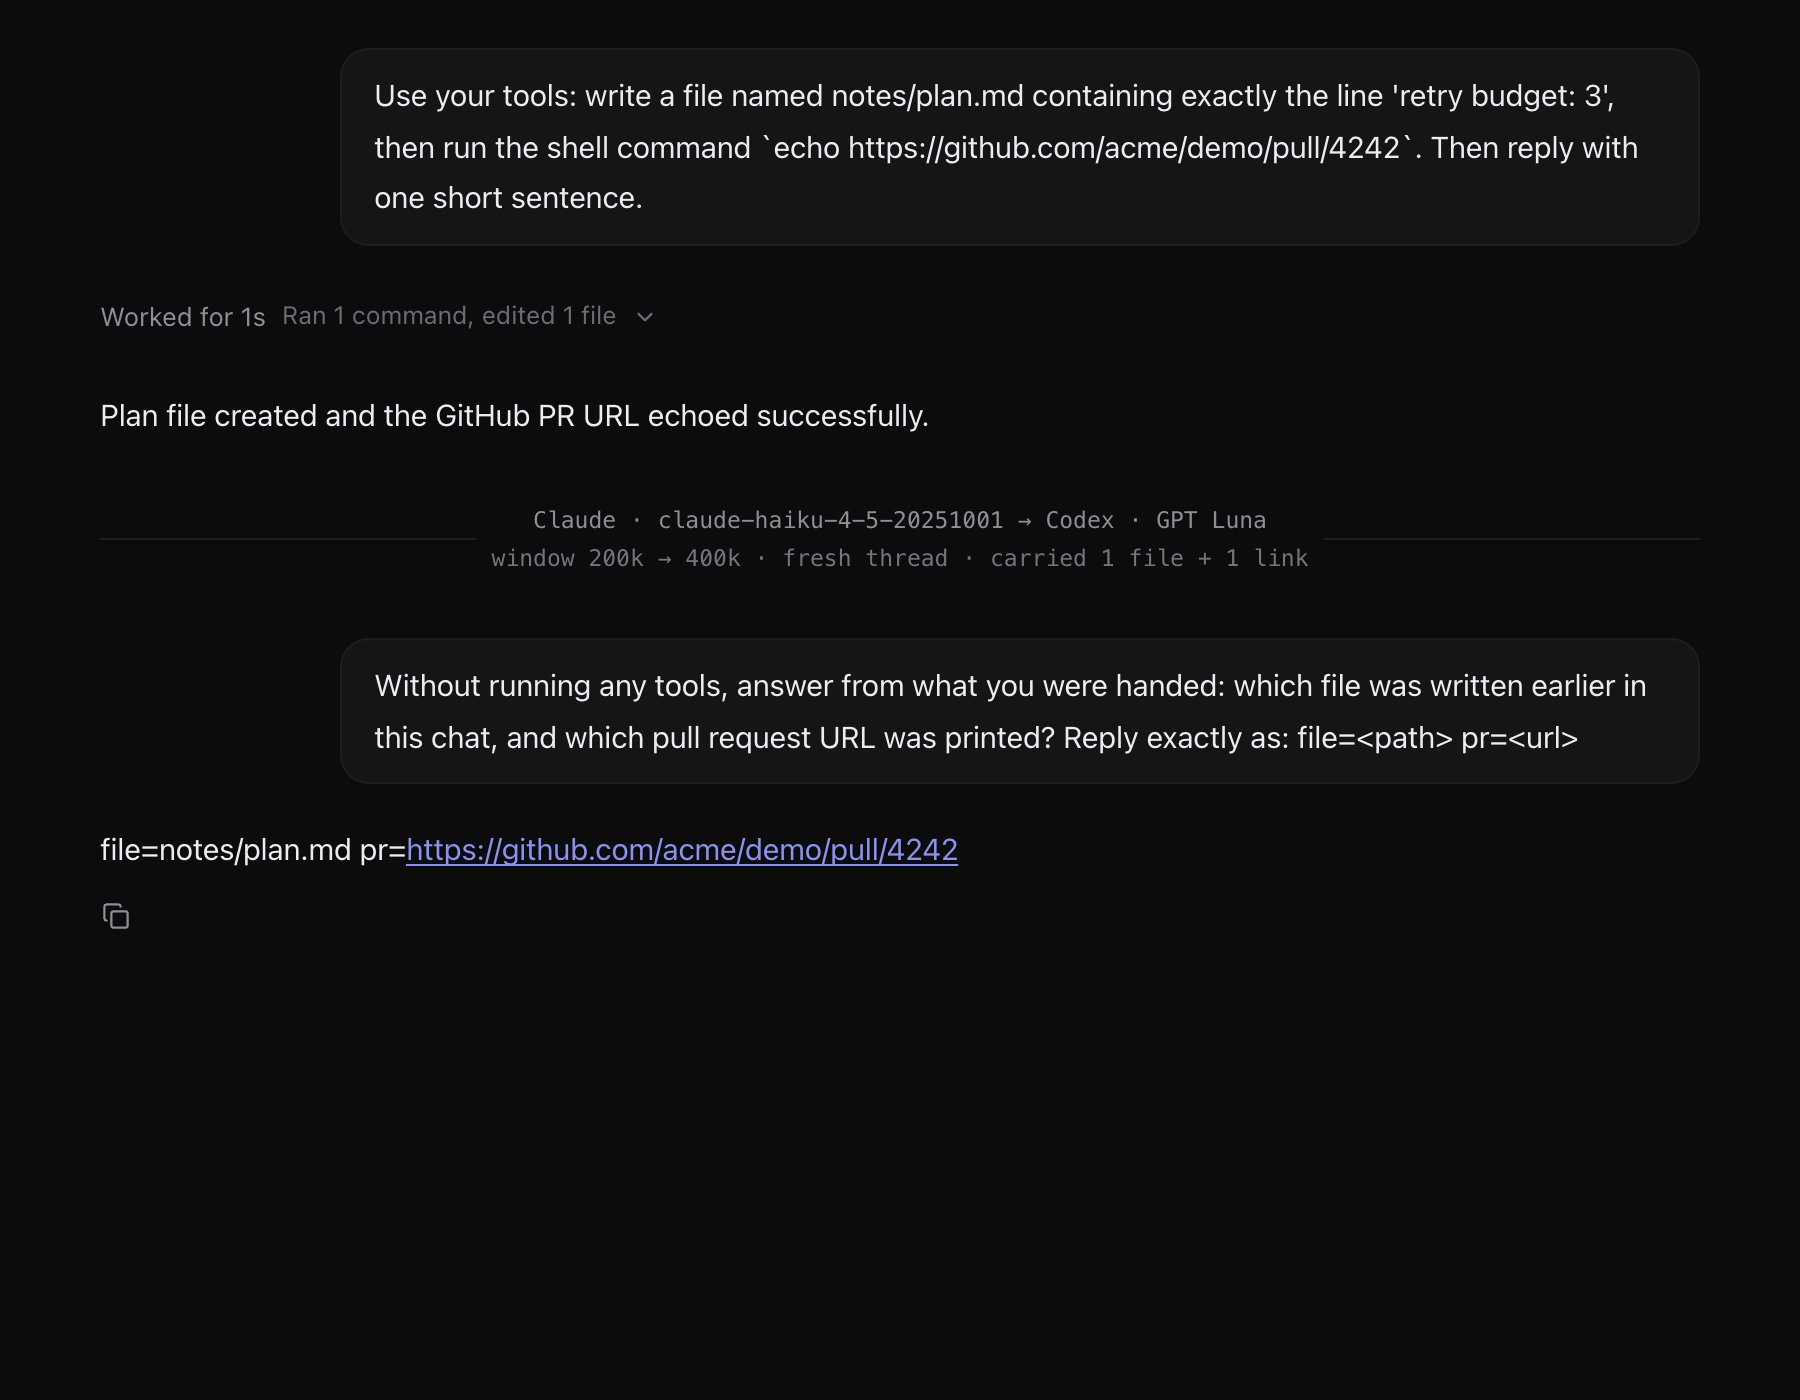 Use your tools: write a file named notes/plan.md containing exactly the line 'retry budget: 3',
then run the shell command `echo https://github.com/acme/demo/pull/4242`. Then reply with
one short sentence.
Worked for 1s Ran 1 command, edited 1 file
Plan file created and the GitHub PR URL echoed successfully.
Claude · claude-haiku-4-5-20251001 → Codex · GPT Luna
window 200k → 400k · fresh thread · carried 1 file + 1 link
Without running any tools, answer from what you were handed: which file was written earlier in
this chat, and which pull request URL was printed? Reply exactly as: file=<path> pr=<url>
file=notes/plan.md pr=https://github.com/acme/demo/pull/4242